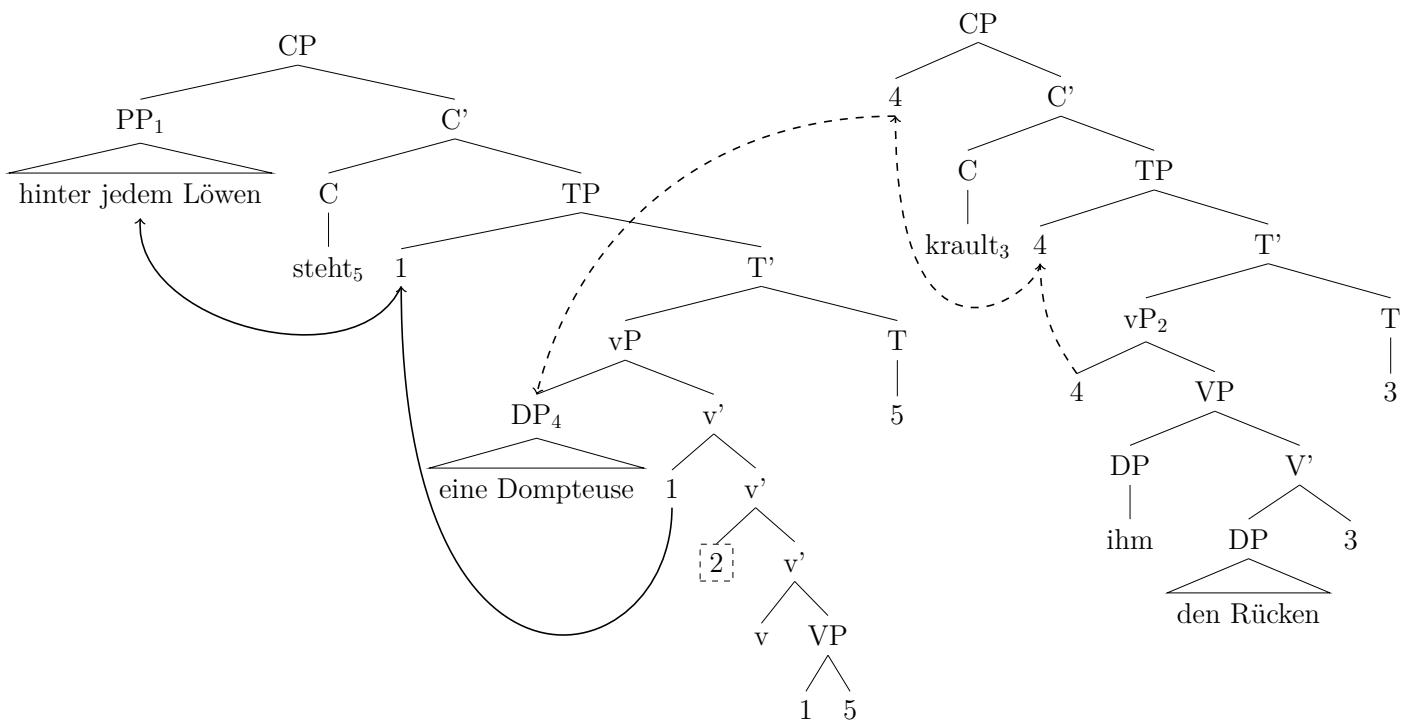 CP
CP
4
PP₁
C'
C'
hinter jedem Löwen
C
TP
C
TP
steht₅
1
T'
krault₃
4
T'
vP
T
vP₂
T
DP₄
v'
5
4
VP
3
eine Dompteuse
1
v'
DP
V'
2
v'
ihm
DP
3
v
VP
den Rücken
1
5